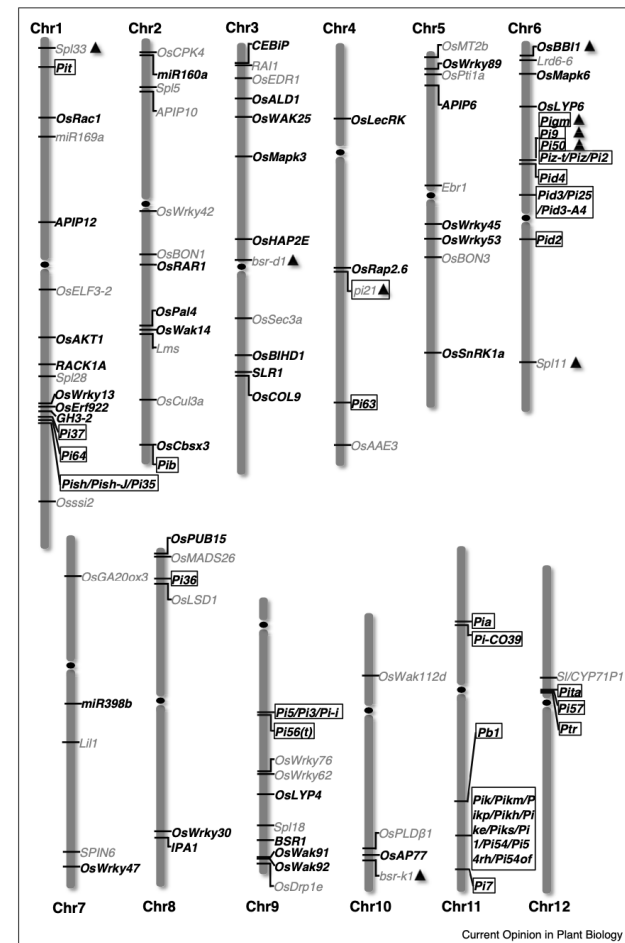 Chr1
Spl33 ▲
Pit
OsRac1
miR169a
APIP12
OsELF3-2
OsAKT1
RACK1A
Spl28
OsWrky13
OsErf922
GH3-2
Pi37
Pi64
Pish/Pish-J/Pi35
Osssi2
Chr2
OsCPK4
miR160a
Spl5
APIP10
OsWrky42
OsBON1
OsRAR1
OsPal4
OsWak14
Lms
OsCul3a
OsCbsx3
Pib
Chr3
CEBiP
RAI1
OsEDR1
OsALD1
OsWAK25
OsMapk3
OsHAP2E
bsr-d1 ▲
OsSec3a
OsBIHD1
SLR1
OsCOL9
Chr4
OsLecRK
OsRap2.6
pi21 ▲
Pi63
OsAAE3
Chr5
OsMT2b
OsWrky89
OsPti1a
APIP6
Ebr1
OsWrky45
OsWrky53
OsBON3
OsSnRK1a
Chr6
OsBBI1 ▲
Lrd6-6
OsMapk6
OsLYP6
Pigm ▲
Pi9 ▲
Pi50 ▲
Piz-t/Piz/Pi2
Pid4
Pid3/Pi25
/Pid3-A4
Pid2
Spl11 ▲
OsGA20ox3
miR398b
Lil1
SPIN6
OsWrky47
Chr7
OsPUB15
OsMADS26
Pi36
OsLSD1
OsWrky30
IPA1
Chr8
Pi5/Pi3/Pi-i
Pi56(t)
OsWrky76
OsWrky62
OsLYP4
Spl18
BSR1
OsWak91
OsWak92
OsDrp1e
Chr9
OsWak112d
OsPLDβ1
OsAP77
bsr-k1 ▲
Chr10
Pia
Pi-CO39
Pb1
Pik/Pikm/P
ikp/Pikh/Pi
ke/Piks/Pi
1/Pi54/Pi5
4rh/Pi54of
Pi7
Chr11
Sl/CYP71P1
Pita
Pi57
Ptr
Chr12
Current Opinion in Plant Biology